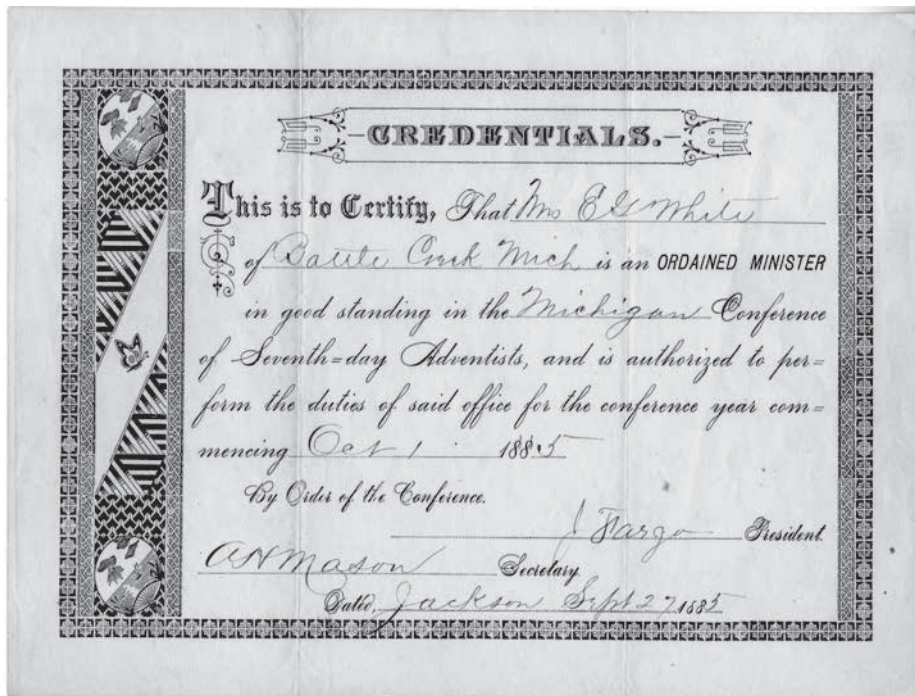 CREDENTIALS.
This is to Certify, That Mrs E G White
of Battle Creek Mich is an ORDAINED MINISTER
in good standing in the Michigan Conference
of Seventh=day Adventists, and is authorized to per=
form the duties of said office for the conference year com=
mencing Oct 1 1885
By Order of the Conference.
J Fargo President.
A H Mason Secretary.
Dated, Jackson Sept 27 1885